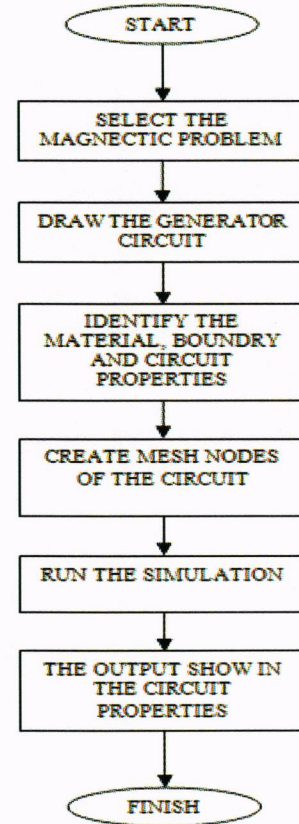 START
SELECT THE
MAGNECTIC PROBLEM
DRAW THE GENERATOR
CIRCUIT
IDENTIFY THE
MATERIAL, BOUNDRY
AND CIRCUIT
PROPERTIES
CREATE MESH NODES
OF THE CIRCUIT
RUN THE SIMULATION
THE OUTPUT SHOW IN
THE CIRCUIT
PROPERTIES
FINISH